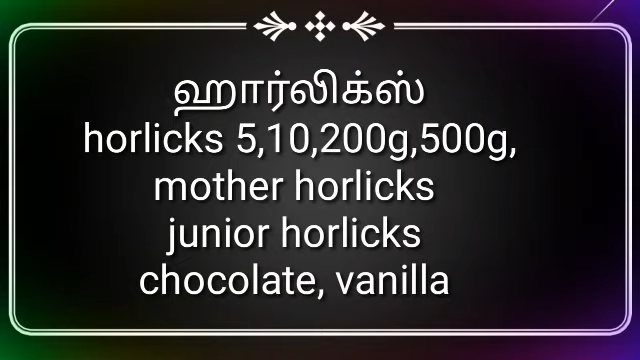 ஹார்லிக்ஸ்
horlicks 5,10,200g,500g,
mother horlicks
junior horlicks
chocolate, vanilla